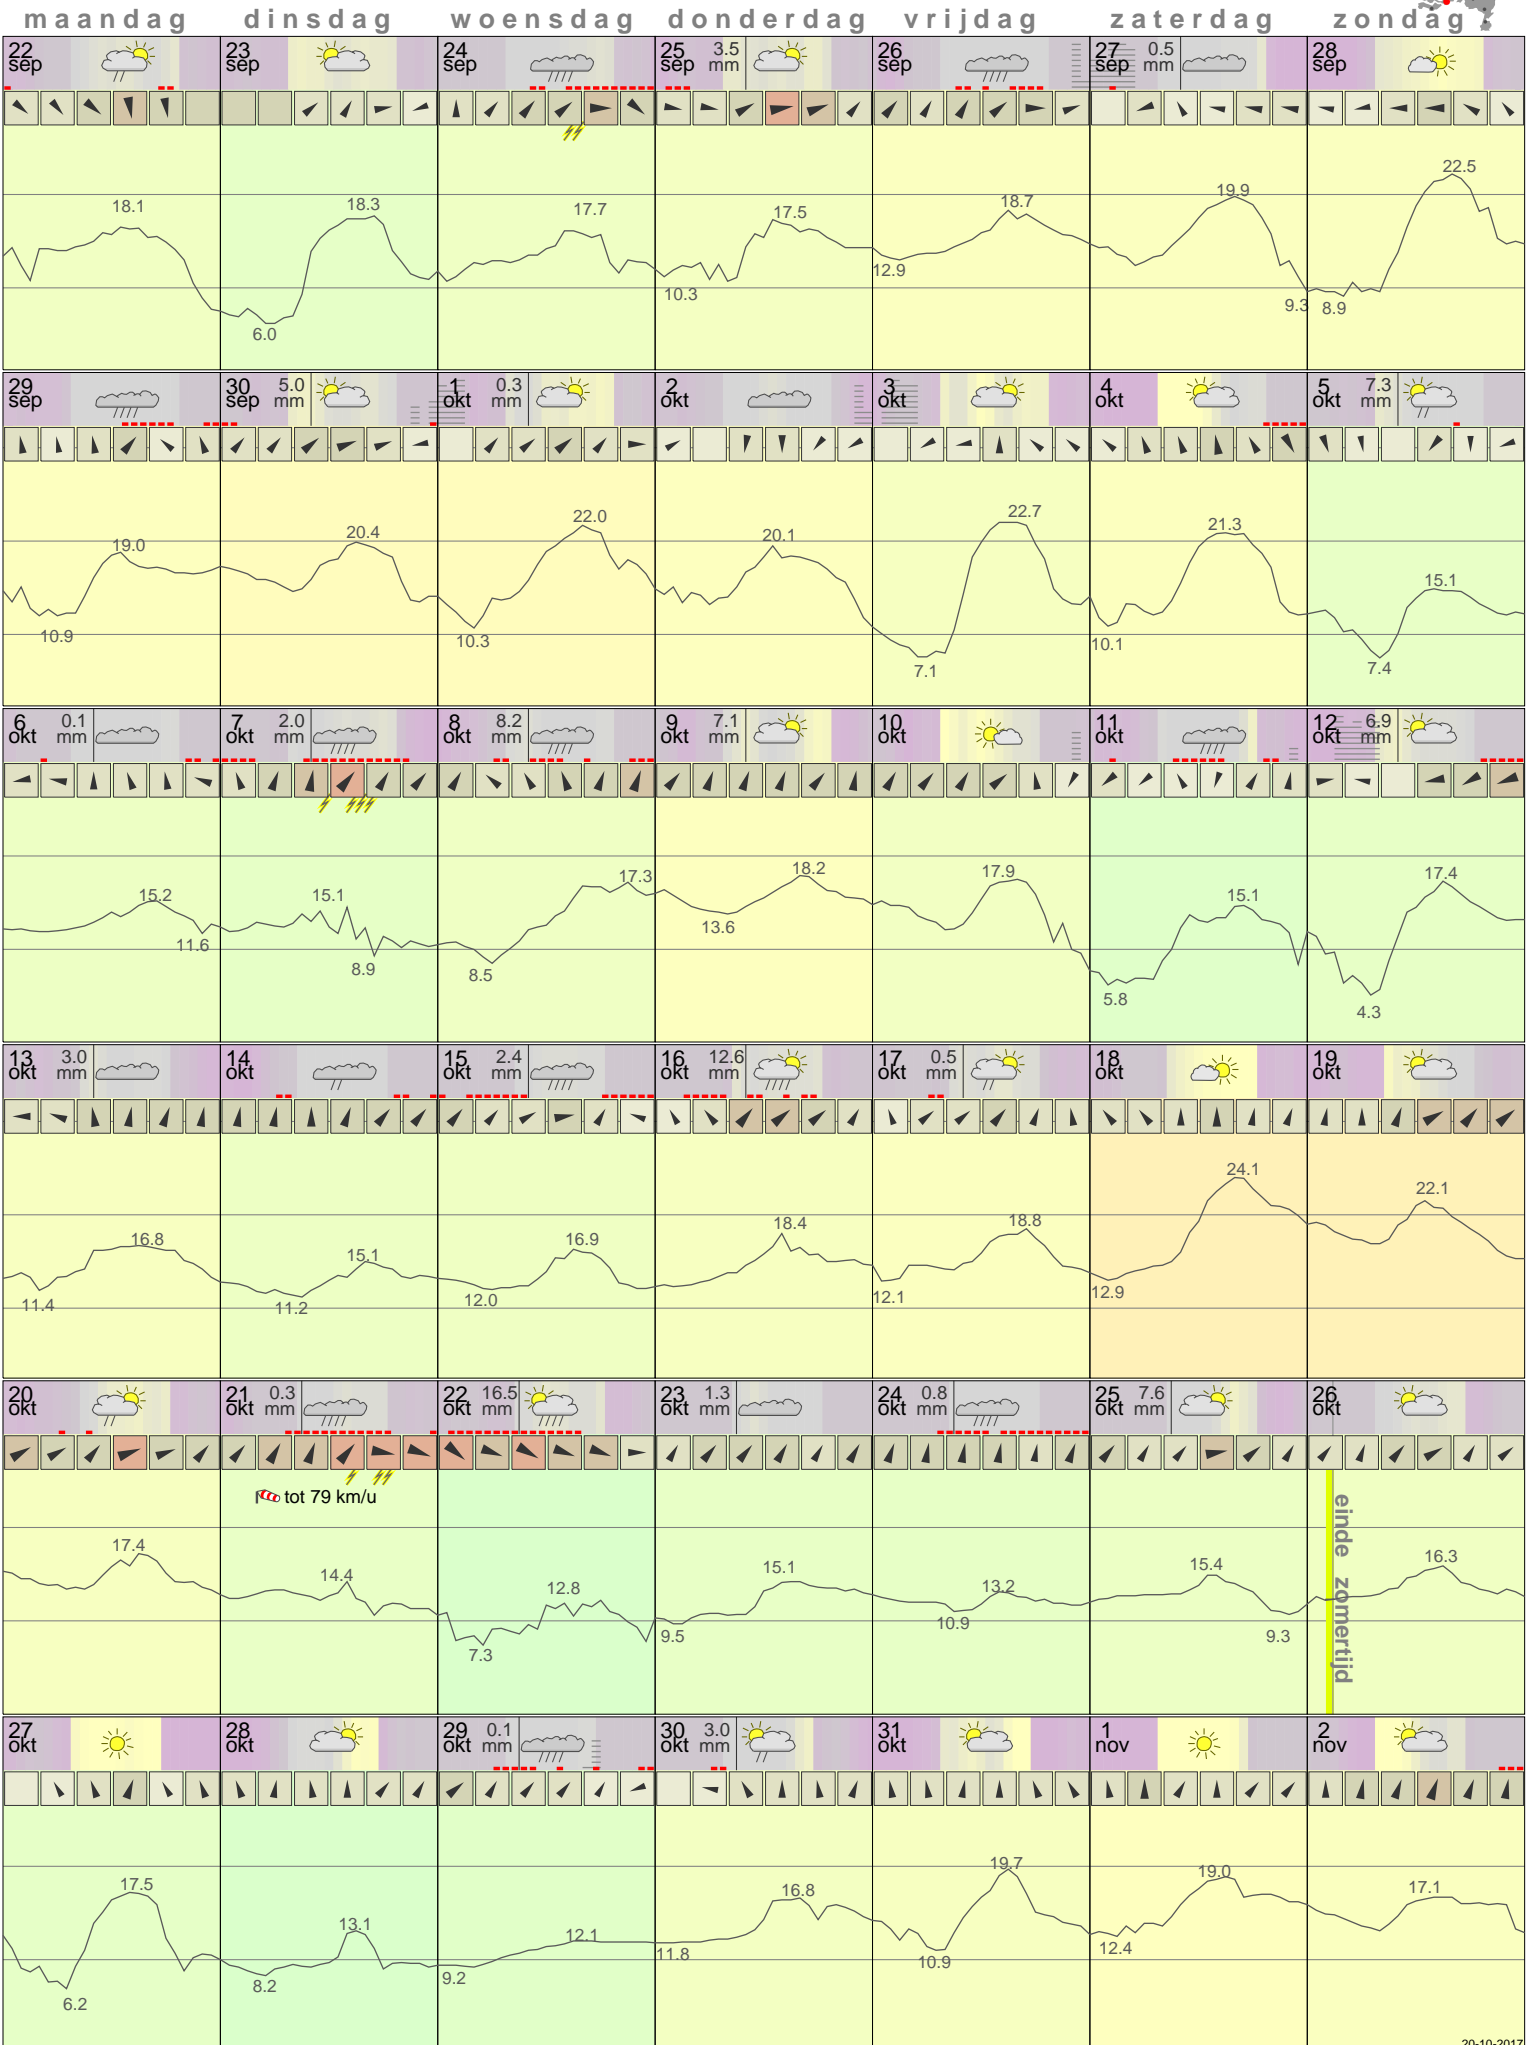 maandag dinsdag woensdag donderdag vrijdag zaterdag zondag
22 sep
23 sep
24 sep
25 sep 3.5 mm
26 sep
27 sep 0.5 mm
28 sep
18.1
6.0 18.3
17.7
10.3 17.5
12.9 18.7
19.9 9.3
8.9 22.5
29 sep
30 sep 5.0 mm
1 okt 0.3 mm
2 okt
3 okt
4 okt
5 okt 7.3 mm
10.9 19.0
20.4
10.3 22.0
20.1
7.1 22.7
10.1 21.3
7.4 15.1
6 okt 0.1 mm
7 okt 2.0 mm
8 okt 8.2 mm
9 okt 7.1 mm
10 okt
11 okt
12 okt 6.9 mm
15.2 11.6
15.1 8.9
8.5 17.3
13.6 18.2
17.9
5.8 15.1
4.3 17.4
13 okt 3.0 mm
14 okt
15 okt 2.4 mm
16 okt 12.6 mm
17 okt 0.5 mm
18 okt
19 okt
11.4 16.8
11.2 15.1
12.0 16.9
18.4
12.1 18.8
12.9 24.1
22.1
20 okt
21 okt 0.3 mm
22 okt 16.5 mm
23 okt 1.3 mm
24 okt 0.8 mm
25 okt 7.6 mm
26 okt
tot 79 km/u
einde zomertijd
17.4
14.4
7.3 12.8
9.5 15.1
10.9 13.2
15.4 9.3
16.3
27 okt
28 okt
29 okt 0.1 mm
30 okt 3.0 mm
31 okt
1 nov
2 nov
6.2 17.5
8.2 13.1
9.2 12.1
11.8 16.8
10.9 19.7
12.4 19.0
17.1
20-10-2017